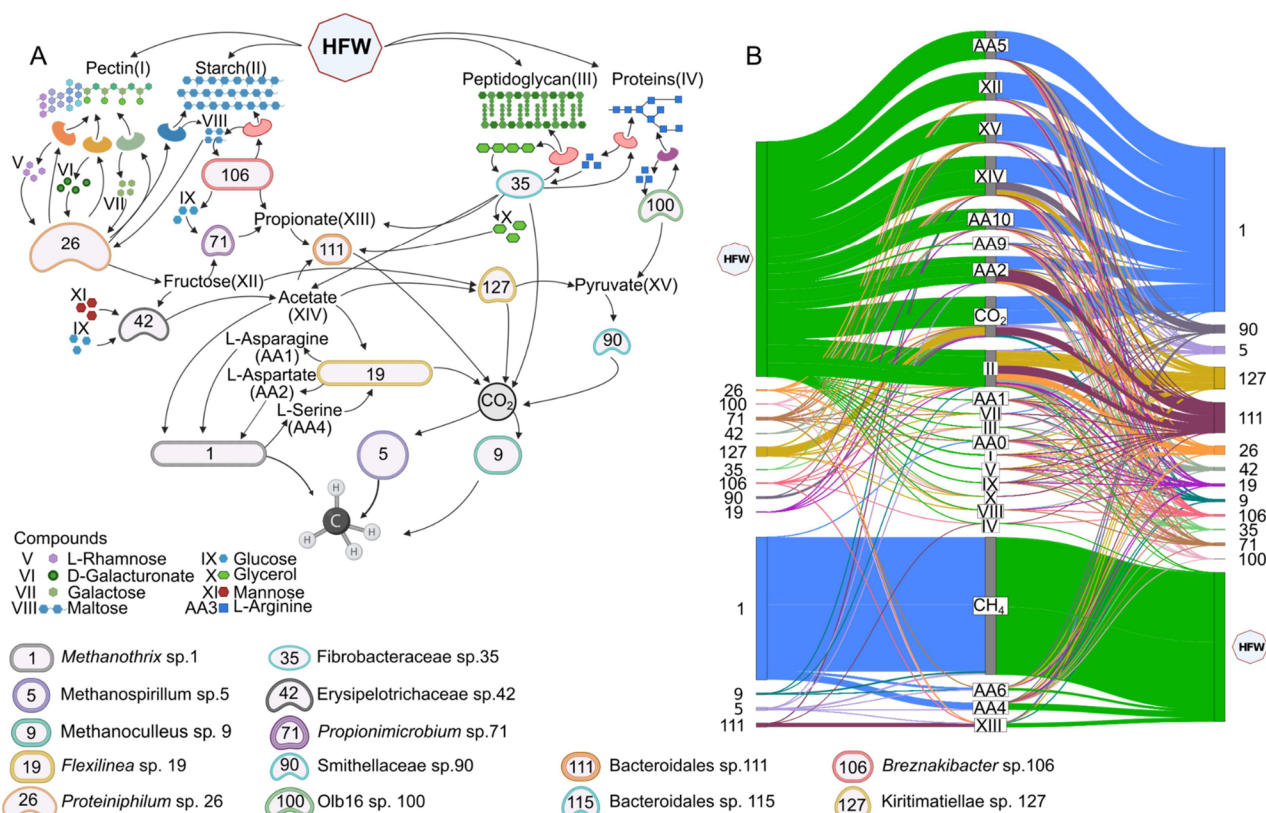 A
HFW
Pectin(I)
Starch(II)
Peptidoglycan(III)
Proteins(IV)
VIII
V
VI
VII
106
35
100
IX
X
26
71
Propionate(XIII)
111
Fructose(XII)
127
Pyruvate(XV)
XI
IX
42
Acetate
(XIV)
90
L-Asparagine
(AA1)
L-Aspartate
(AA2)
19
L-Serine
(AA4)
CO2
1
5
9
H
C
H
H
H
Compounds
V L-Rhamnose
VI D-Galacturonate
VII Galactose
VIII Maltose
IX Glucose
X Glycerol
XI Mannose
AA3 L-Arginine
1 Methanothrix sp.1
5 Methanospirillum sp.5
9 Methanoculleus sp. 9
19 Flexilinea sp. 19
26 Proteiniphilum sp. 26
35 Fibrobacteraceae sp.35
42 Erysipelotrichaceae sp.42
71 Propionimicrobium sp.71
90 Smithellaceae sp.90
100 Olb16 sp. 100
111 Bacteroidales sp.111
115 Bacteroidales sp. 115
106 Breznakibacter sp.106
127 Kiritimatiellae sp. 127
B
HFW
26
100
71
42
127
35
106
90
19
1
9
5
111
AA5
XII
XV
XIV
AA10
AA9
AA2
CO2
II
AA1
VII
III
AA0
I
V
IX
X
VIII
IV
CH4
AA6
AA4
XIII
1
90
5
127
111
26
42
19
9
106
35
71
100
HFW